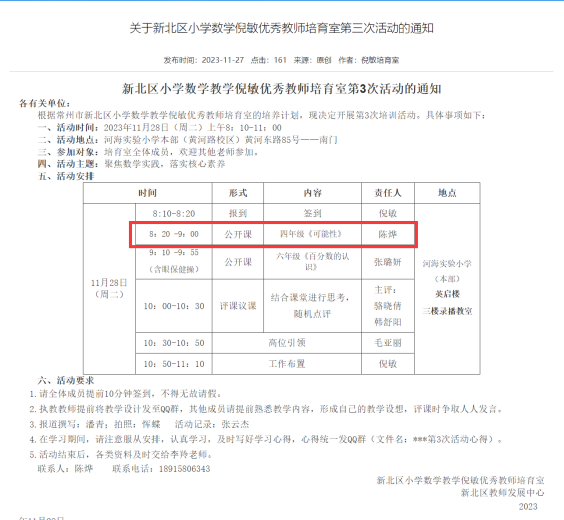 关于新北区小学数学倪敏优秀教师培育室第三次活动的通知
发布时间：2023-11-27 点击：161 来源：原创 作者：倪敏培育室
新北区小学数学教学倪敏优秀教师培育室第3次活动的通知
各有关单位：
根据常州市新北区小学数学教学倪敏优秀教师培育室的培养计划，现决定开展第3次培训活动。具体事项如下：
一、活动时间：2023年11月28日（周二）上午8：10-11：00
二、活动地点：河海实验小学本部（黄河路校区）黄河东路85号——南门
三、参加对象：培育室全体成员，欢迎其他老师参加。
四、活动主题：聚焦数学实践，落实核心素养
五、活动安排
时间 形式 内容 责任人 地点
8:10-8:20 报到 签到 倪敏
8：20 -9：00 公开课 四年级《可能性》 陈烨
9：10 -9：55
（含眼保健操）
公开课
六年级《百分数的认
识》
张璐妍
11月28日
（周二）
10：00-10：30 评课议课
结合课堂进行思考，
随机点评
主评：
骆晓倩
韩舒阳
河海实验小学
（本部）
英启楼
三楼录播教室
10：30-10：50 高位引领 毛亚丽
10：50-11：10 工作布置 倪敏
六、活动要求
1.请全体成员提前10分钟签到，不得无故请假。
2.执教教师提前将教学设计发至QQ群，其他成员请提前熟悉教学内容，形成自己的教学设想，评课时争取人人发言。
3.报道撰写：潘青；拍照：恽蝶 活动记录：张云杰
4.在学习期间，请注意服从安排，认真学习，及时写好学习心得，心得统一发QQ群（文件名：***第3次活动心得）。
5.活动结束后，各类资料及时交给李玲老师。
联系人：陈烨 联系电话：18915806343
新北区小学数学教学倪敏优秀教师培育室
新北区教师发展中心
2023